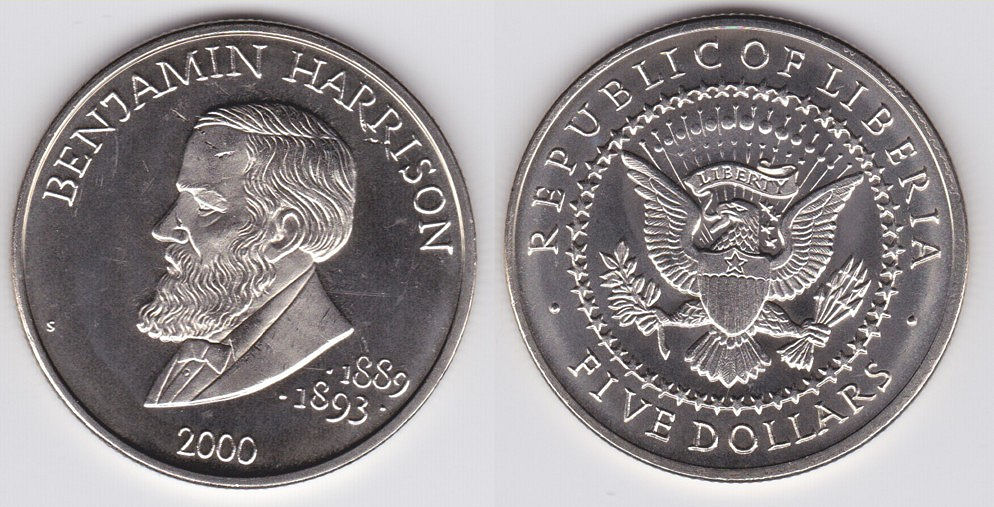 BENJAMIN HARRISON
S
· 1889
· 1893 ·
2000
REPUBLIC OF LIBERIA
LIBERTY
· FIVE DOLLARS ·